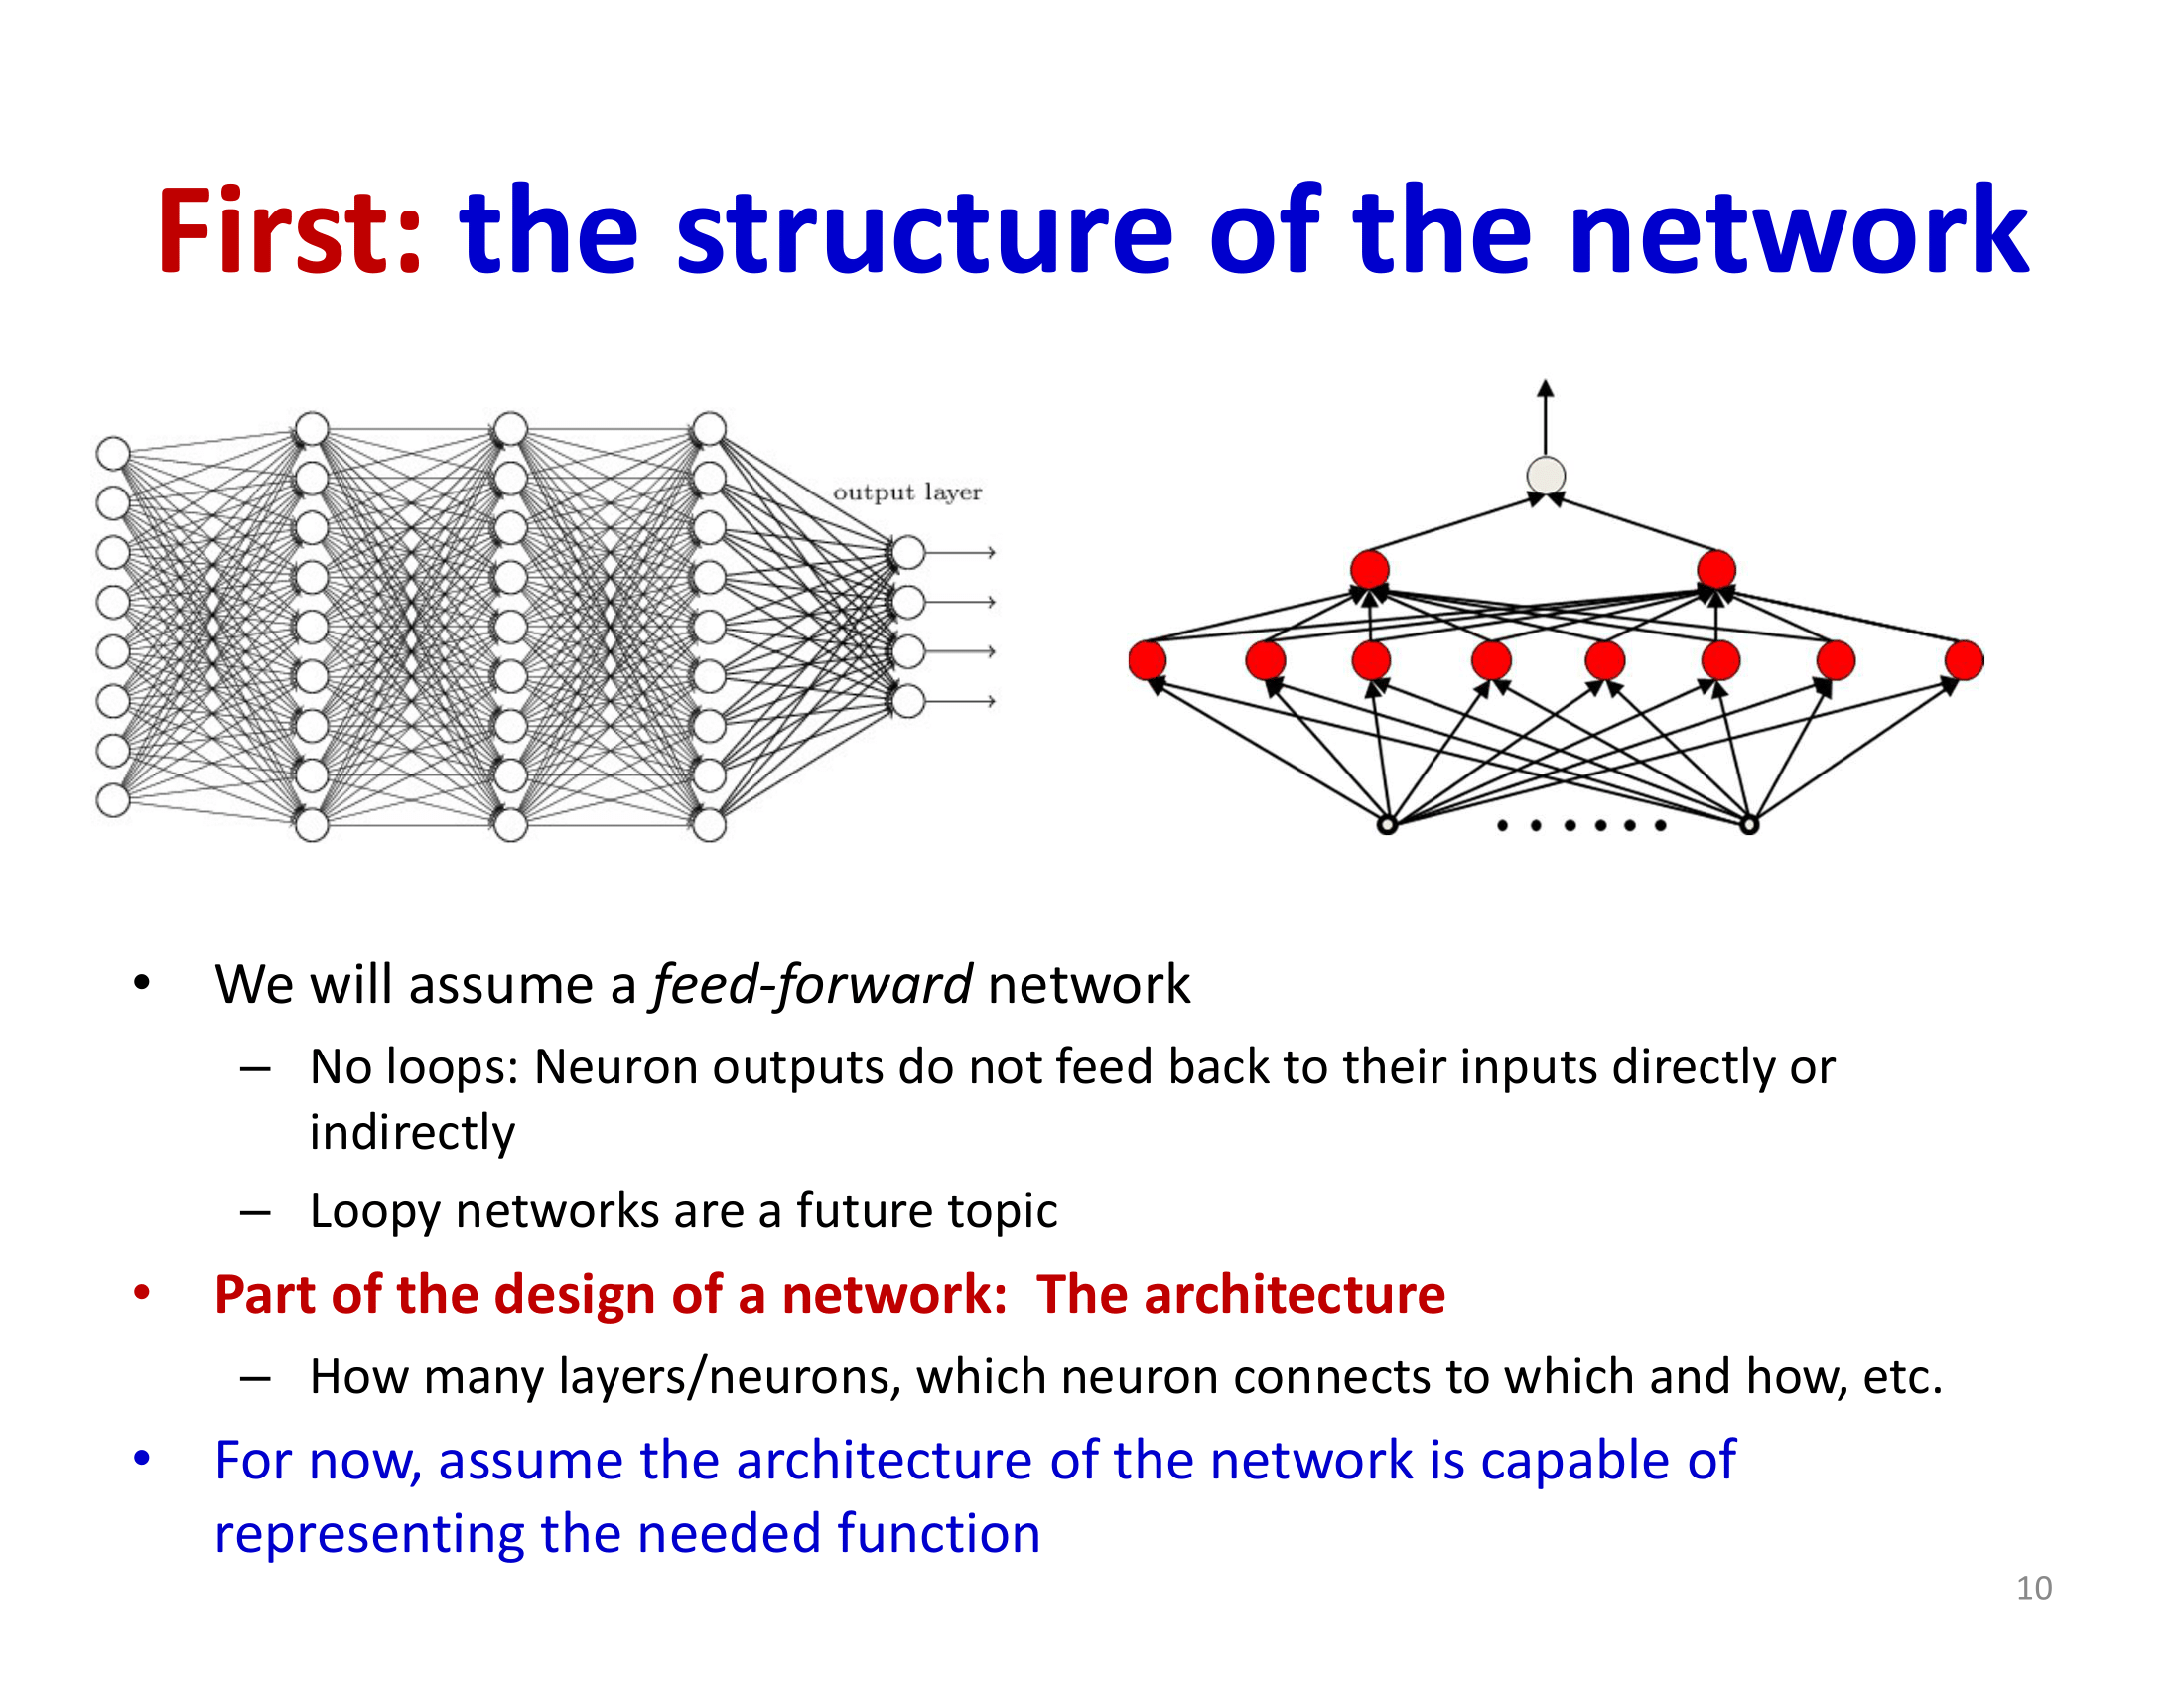 First: the structure of the network
output layer
• We will assume a feed-forward network
– No loops: Neuron outputs do not feed back to their inputs directly or
indirectly
– Loopy networks are a future topic
• Part of the design of a network: The architecture
– How many layers/neurons, which neuron connects to which and how, etc.
• For now, assume the architecture of the network is capable of
representing the needed function
10